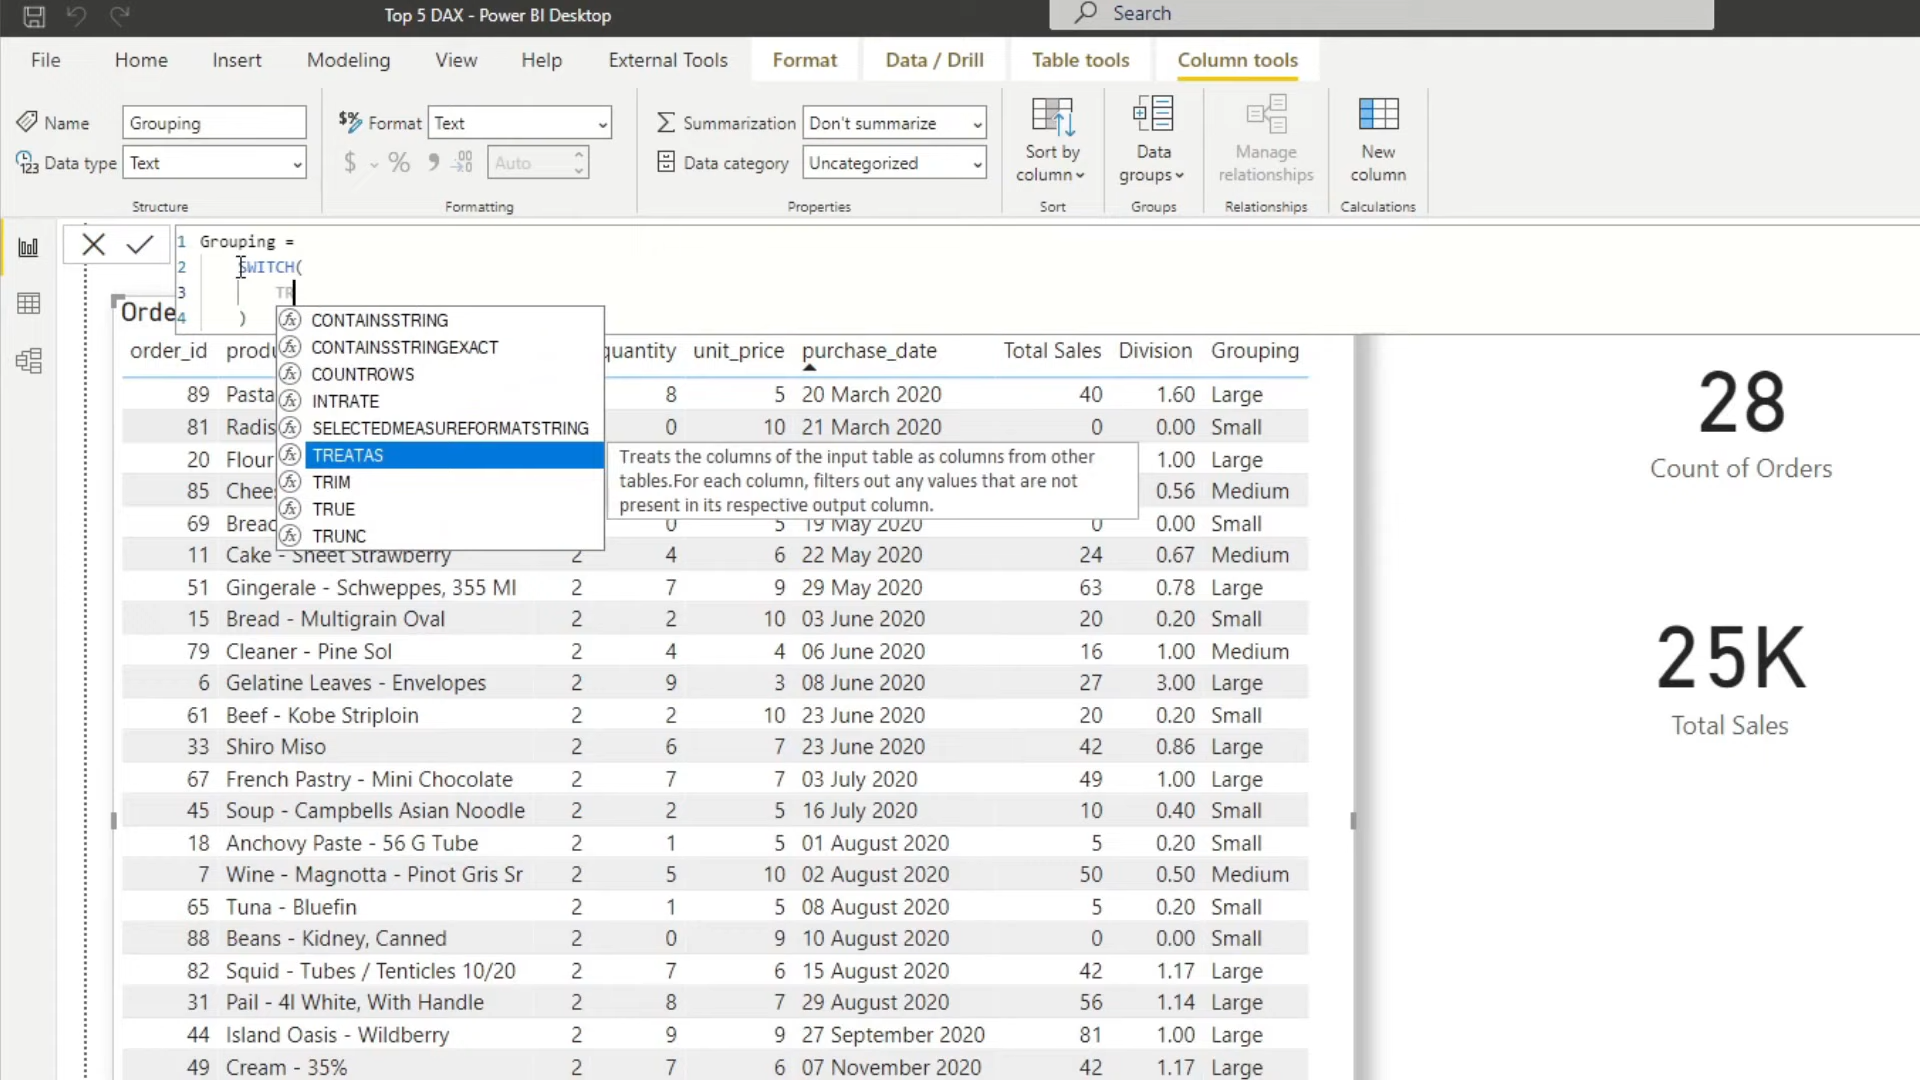 Top 5 DAX - Power BI Desktop
Search
File Home Insert Modeling View Help External Tools Format Data / Drill Table tools Column tools
Name Grouping
Data type Text
Structure
$% Format Text
$ % 9 .00 Auto
Formatting
Σ Summarization Don't summarize
Data category Uncategorized
Properties
Sort by column
Sort
Data groups
Groups
Manage relationships
Relationships
New column
Calculations
1 Grouping =
2 SWITCH(
3 TR
4 )
CONTAINSSTRING
CONTAINSSTRINGEXACT
COUNTROWS
INTRATE
SELECTEDMEASUREFORMATSTRING
TREATAS
TRIM
TRUE
TRUNC
Treats the columns of the input table as columns from other
tables.For each column, filters out any values that are not
present in its respective output column.
Orde
order_id produ quantity unit_price purchase_date Total Sales Division Grouping
89 Pasta 8 5 20 March 2020 40 1.60 Large
81 Radis 0 10 21 March 2020 0 0.00 Small
20 Flour 1.00 Large
85 Chee 0.56 Medium
69 Bread 0 5 19 May 2020 0 0.00 Small
11 Cake - Sheet Strawberry 2 4 6 22 May 2020 24 0.67 Medium
51 Gingerale - Schweppes, 355 Ml 2 7 9 29 May 2020 63 0.78 Large
15 Bread - Multigrain Oval 2 2 10 03 June 2020 20 0.20 Small
79 Cleaner - Pine Sol 2 4 4 06 June 2020 16 1.00 Medium
6 Gelatine Leaves - Envelopes 2 9 3 08 June 2020 27 3.00 Large
61 Beef - Kobe Striploin 2 2 10 23 June 2020 20 0.20 Small
33 Shiro Miso 2 6 7 23 June 2020 42 0.86 Large
67 French Pastry - Mini Chocolate 2 7 7 03 July 2020 49 1.00 Large
45 Soup - Campbells Asian Noodle 2 2 5 16 July 2020 10 0.40 Small
18 Anchovy Paste - 56 G Tube 2 1 5 01 August 2020 5 0.20 Small
7 Wine - Magnotta - Pinot Gris Sr 2 5 10 02 August 2020 50 0.50 Medium
65 Tuna - Bluefin 2 1 5 08 August 2020 5 0.20 Small
88 Beans - Kidney, Canned 2 0 9 10 August 2020 0 0.00 Small
82 Squid - Tubes / Tenticles 10/20 2 7 6 15 August 2020 42 1.17 Large
31 Pail - 4l White, With Handle 2 8 7 29 August 2020 56 1.14 Large
44 Island Oasis - Wildberry 2 9 9 27 September 2020 81 1.00 Large
49 Cream - 35% 2 7 6 07 November 2020 42 1.17 Large
28
Count of Orders
25K
Total Sales